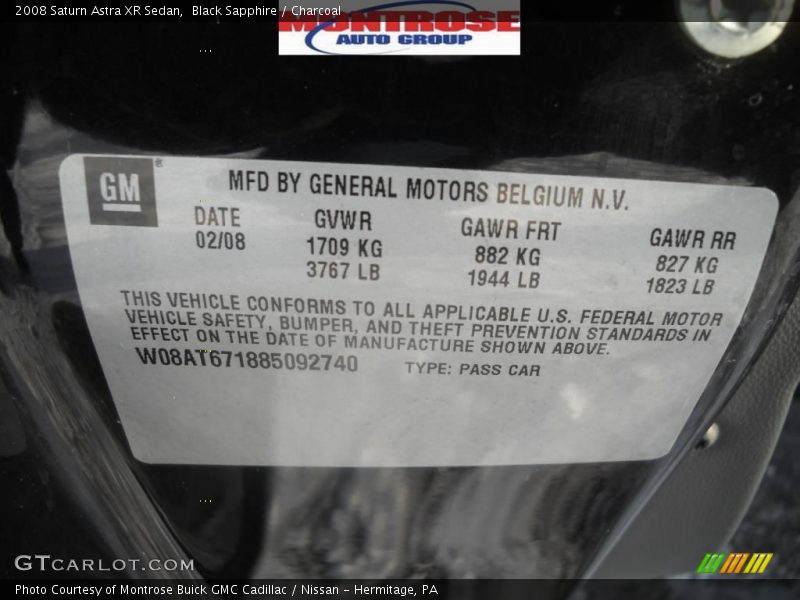 2008 Saturn Astra XR Sedan, Black Sapphire / Charcoal
MONTROSE
AUTO GROUP
GM ®
MFD BY GENERAL MOTORS BELGIUM N.V.
DATE GVWR GAWR FRT GAWR RR
02/08 1709 KG 882 KG 827 KG
3767 LB 1944 LB 1823 LB
THIS VEHICLE CONFORMS TO ALL APPLICABLE U.S. FEDERAL MOTOR
VEHICLE SAFETY, BUMPER, AND THEFT PREVENTION STANDARDS IN
EFFECT ON THE DATE OF MANUFACTURE SHOWN ABOVE.
W08AT671885092740 TYPE: PASS CAR
GTCARLOT.COM
Photo Courtesy of Montrose Buick GMC Cadillac / Nissan - Hermitage, PA